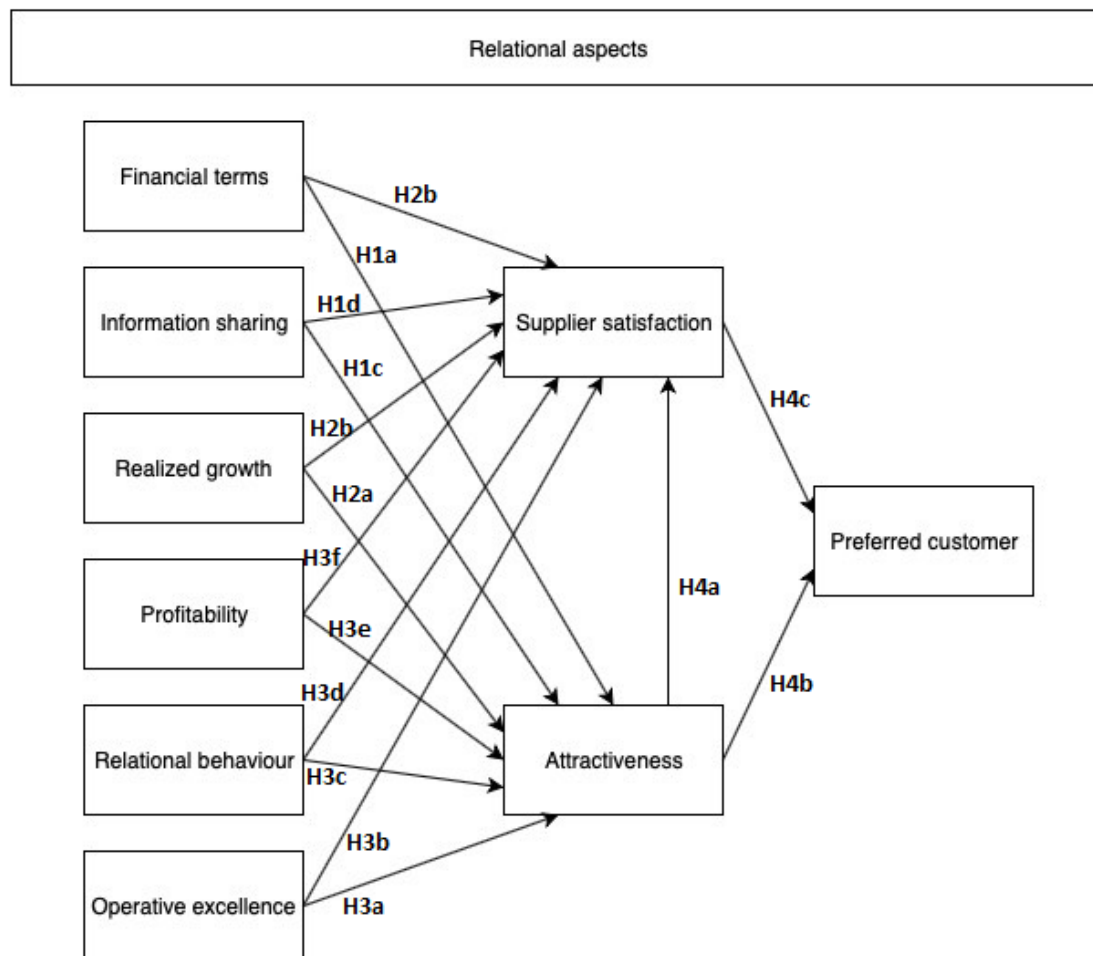 Relational aspects
Financial terms
H2b
H1a
Information sharing
H1d
Supplier satisfaction
H1c
H4c
H2b
Realized growth
H2a
Preferred customer
H3f
H4a
Profitability
H3e
H4b
H3d
Relational behaviour
H3c
Attractiveness
H3b
Operative excellence
H3a